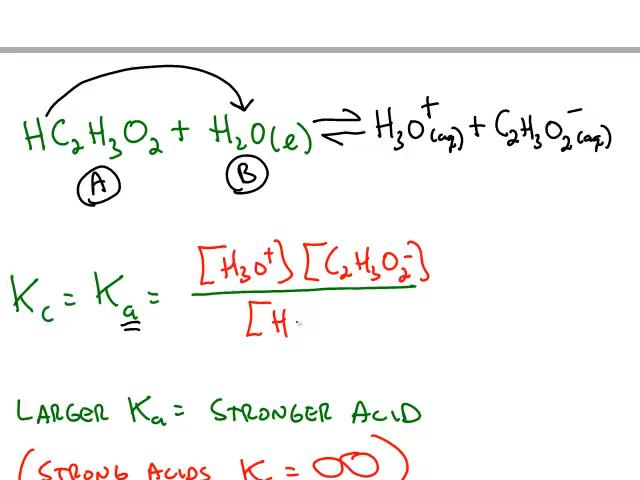 HC₂H₃O₂ + H₂O(l) ⇌ H₃O⁺(aq) + C₂H₃O₂⁻(aq)
A B
Kc = Ka = [H₃O⁺][C₂H₃O₂⁻]
[H
LARGER Ka = STRONGER ACID
(STRONG ACIDS K = ∞)